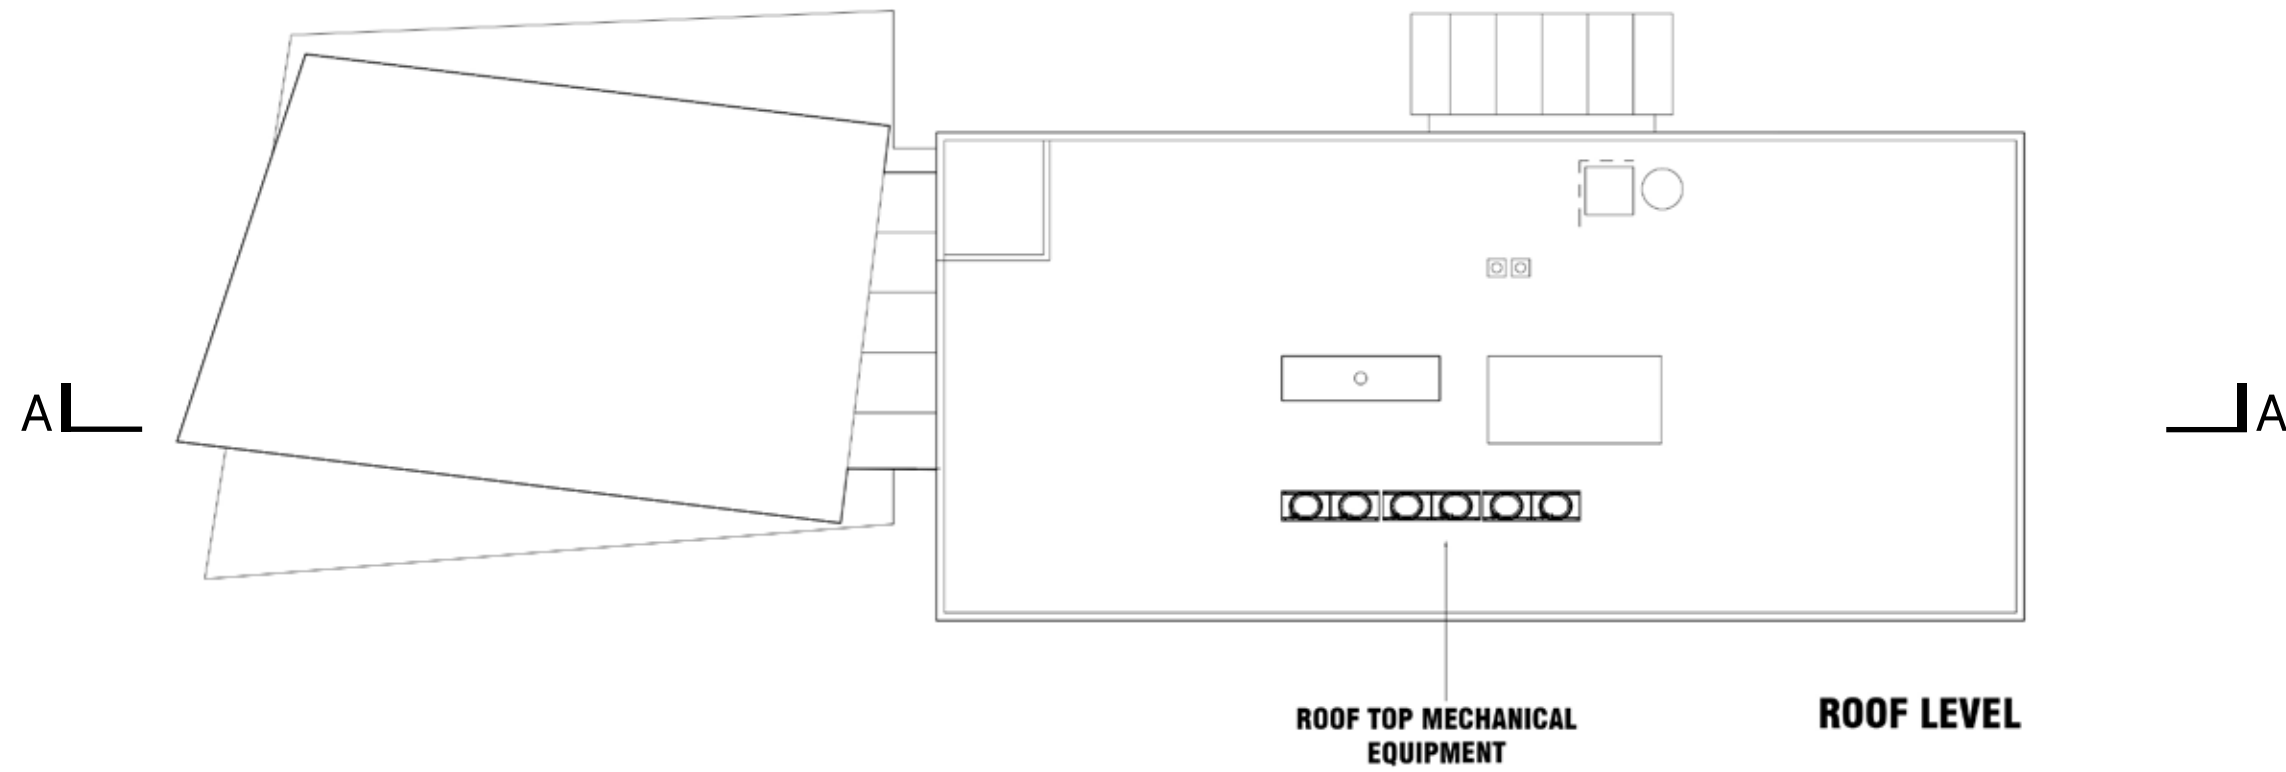 A
A
ROOF TOP MECHANICAL
EQUIPMENT
ROOF LEVEL